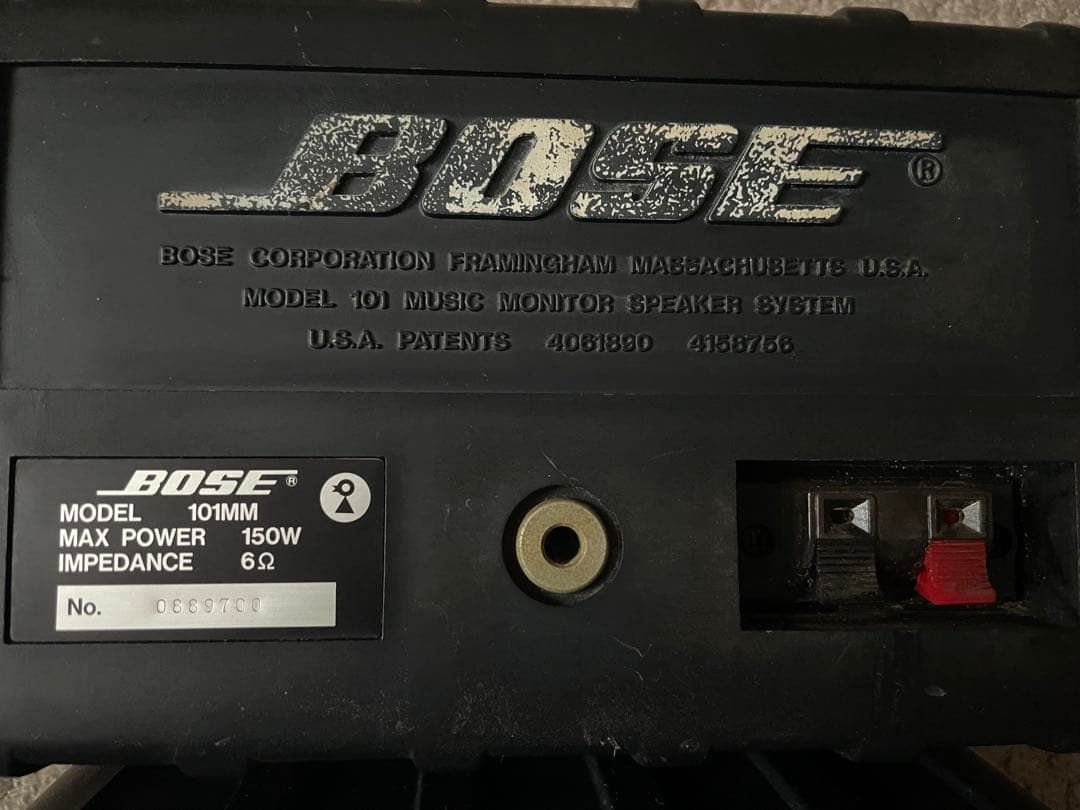 BOSE®
BOSE CORPORATION FRAMINGHAM MASSACHUSETTS U.S.A.
MODEL 101 MUSIC MONITOR SPEAKER SYSTEM
U.S.A. PATENTS 4061890 4158756
BOSE®
MODEL 101MM
MAX POWER 150W
IMPEDANCE 6Ω
No. 0889700